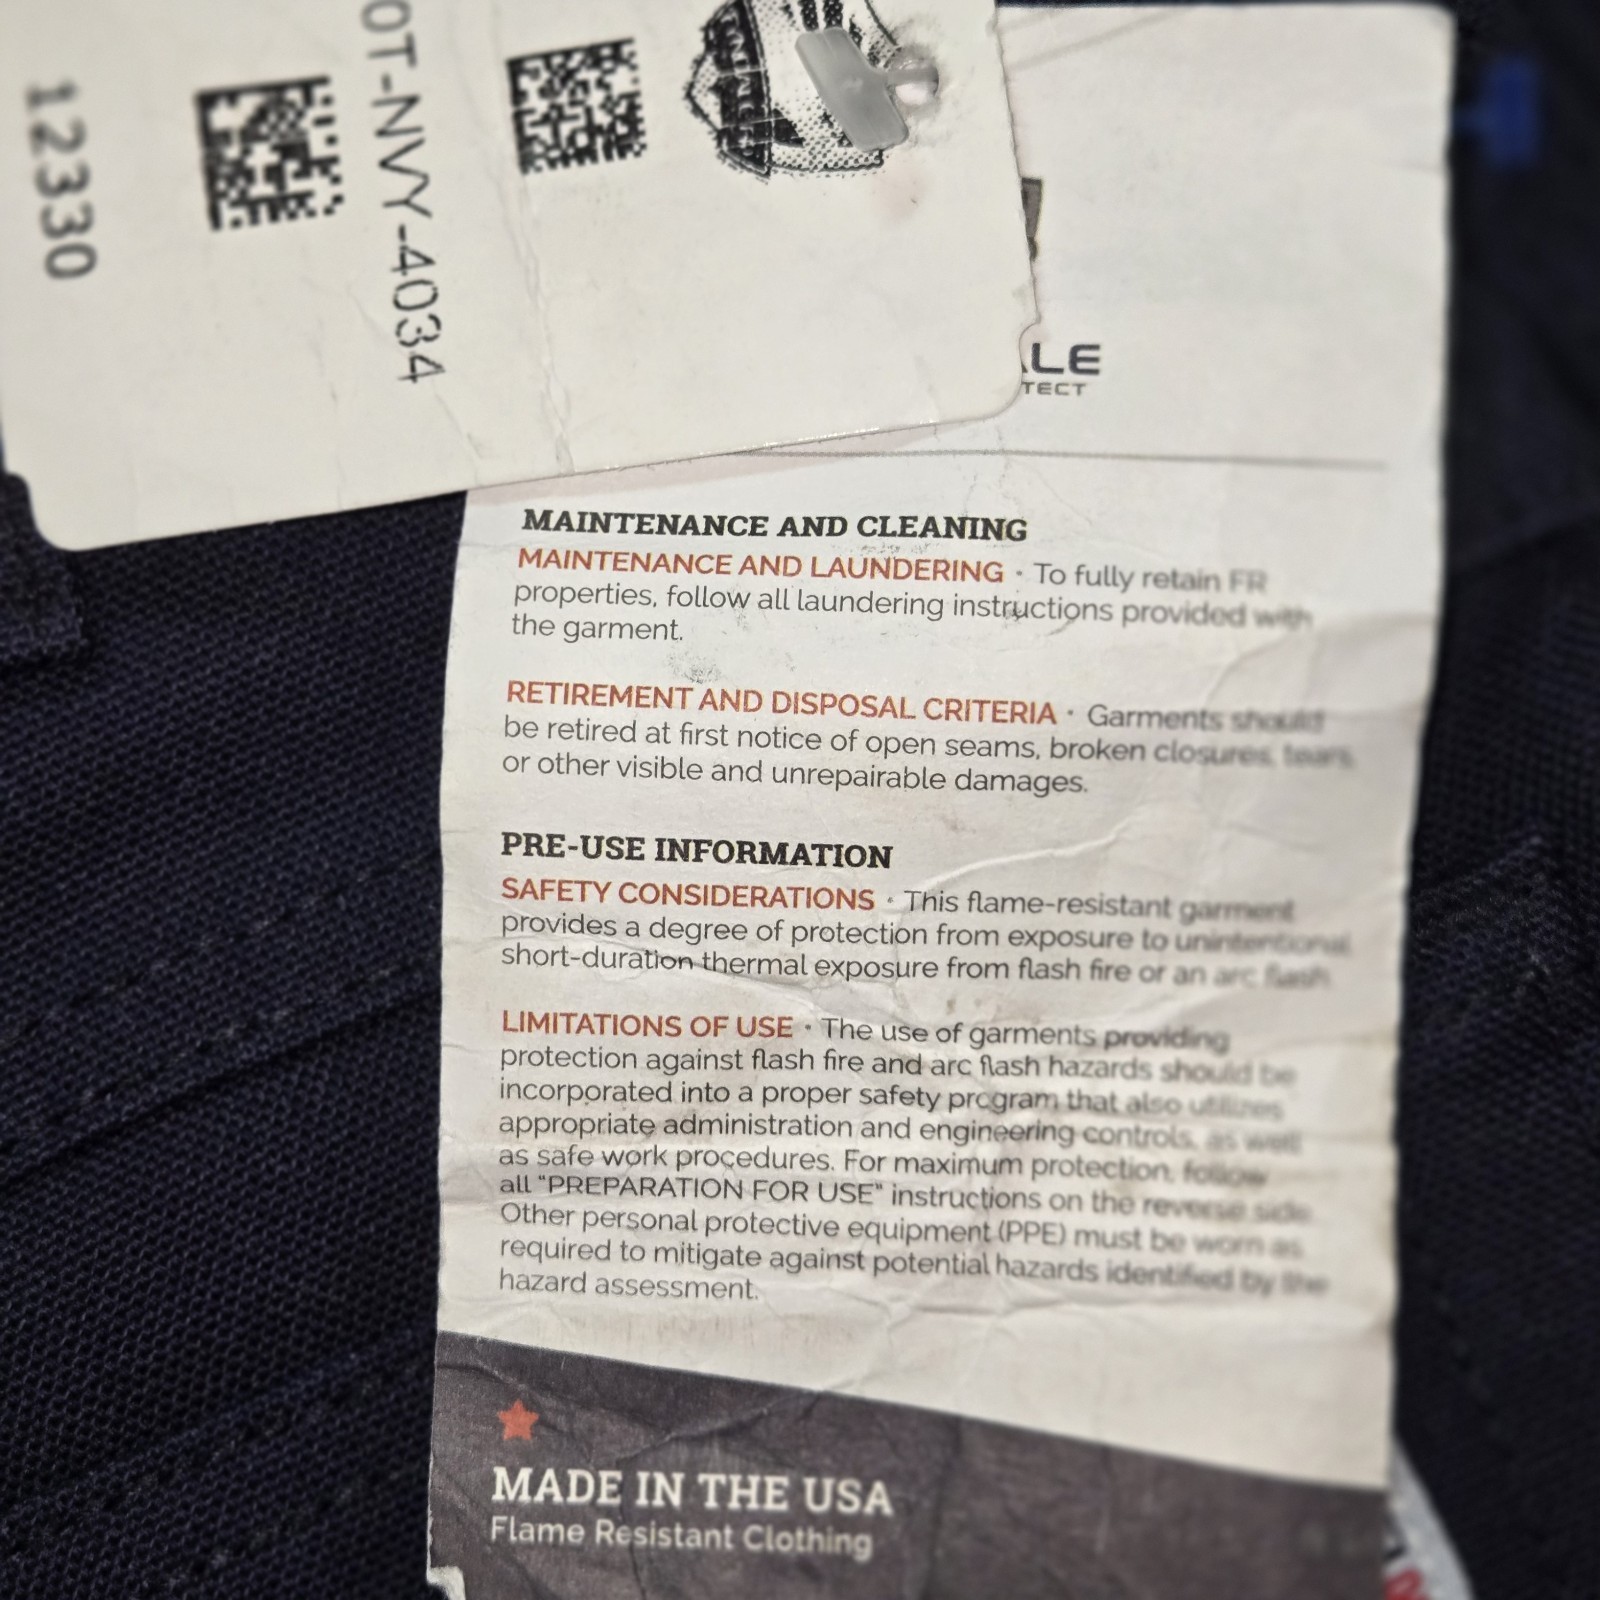 12330
OT-NVY-4034
LE
TECT
MAINTENANCE AND CLEANING
MAINTENANCE AND LAUNDERING • To fully retain FR
properties, follow all laundering instructions provided with
the garment.
RETIREMENT AND DISPOSAL CRITERIA • Garments should
be retired at first notice of open seams, broken closures, tears,
or other visible and unrepairable damages.
PRE-USE INFORMATION
SAFETY CONSIDERATIONS • This flame-resistant garment
provides a degree of protection from exposure to unintentional,
short-duration thermal exposure from flash fire or an arc flash.
LIMITATIONS OF USE • The use of garments providing
protection against flash fire and arc flash hazards should be
incorporated into a proper safety program that also utilizes
appropriate administration and engineering controls, as well
as safe work procedures. For maximum protection, follow
all “PREPARATION FOR USE” instructions on the reverse side.
Other personal protective equipment (PPE) must be worn as
required to mitigate against potential hazards identified by the
hazard assessment.
MADE IN THE USA
Flame Resistant Clothing